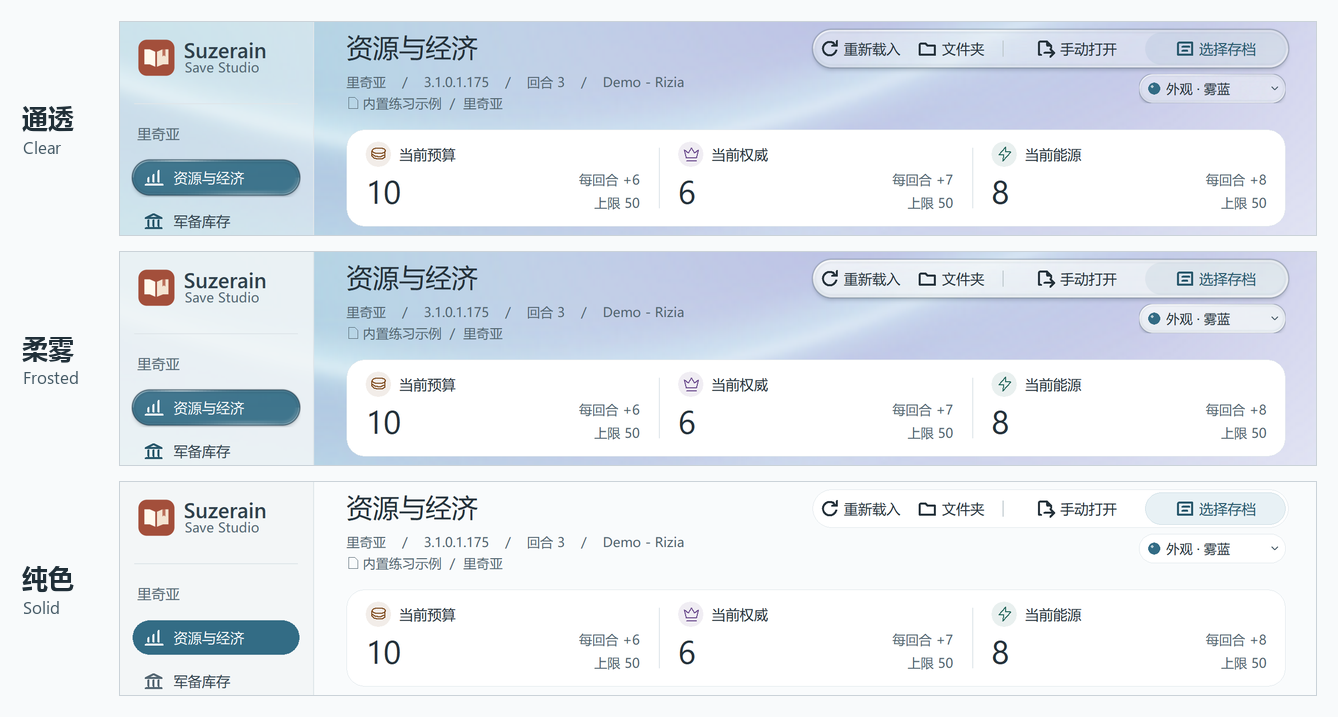 通透
Clear
Suzerain
Save Studio
里奇亚
资源与经济
军备库存
资源与经济
里奇亚 / 3.1.0.1.175 / 回合 3 / Demo - Rizia
内置练习示例 / 里奇亚
重新载入 文件夹 手动打开 选择存档
外观 · 雾蓝
当前预算
10
每回合 +6
上限 50
当前权威
6
每回合 +7
上限 50
当前能源
8
每回合 +8
上限 50
柔雾
Frosted
Suzerain
Save Studio
里奇亚
资源与经济
军备库存
资源与经济
里奇亚 / 3.1.0.1.175 / 回合 3 / Demo - Rizia
内置练习示例 / 里奇亚
重新载入 文件夹 手动打开 选择存档
外观 · 雾蓝
当前预算
10
每回合 +6
上限 50
当前权威
6
每回合 +7
上限 50
当前能源
8
每回合 +8
上限 50
纯色
Solid
Suzerain
Save Studio
里奇亚
资源与经济
军备库存
资源与经济
里奇亚 / 3.1.0.1.175 / 回合 3 / Demo - Rizia
内置练习示例 / 里奇亚
重新载入 文件夹 手动打开 选择存档
外观 · 雾蓝
当前预算
10
每回合 +6
上限 50
当前权威
6
每回合 +7
上限 50
当前能源
8
每回合 +8
上限 50